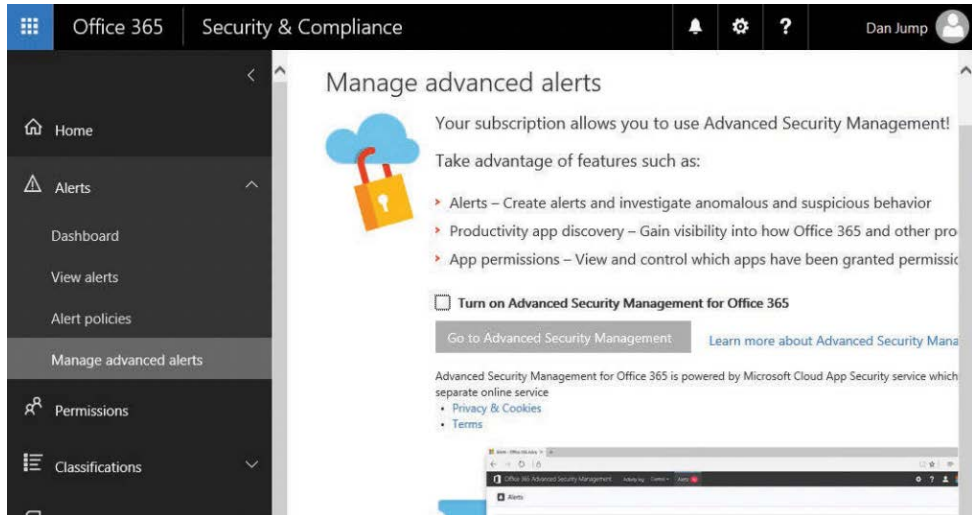 Office 365
Security & Compliance
?
Dan Jump
Home
Alerts
Dashboard
View alerts
Alert policies
Manage advanced alerts
Permissions
Classifications
Manage advanced alerts
Your subscription allows you to use Advanced Security Management!
Take advantage of features such as:
Alerts – Create alerts and investigate anomalous and suspicious behavior
Productivity app discovery – Gain visibility into how Office 365 and other pro
App permissions – View and control which apps have been granted permissic
Turn on Advanced Security Management for Office 365
Go to Advanced Security Management
Learn more about Advanced Security Mana
Advanced Security Management for Office 365 is powered by Microsoft Cloud App Security service which
separate online service
• Privacy & Cookies
• Terms
Office 365 Advanced Security Management
Activity log
Alerts
Alerts